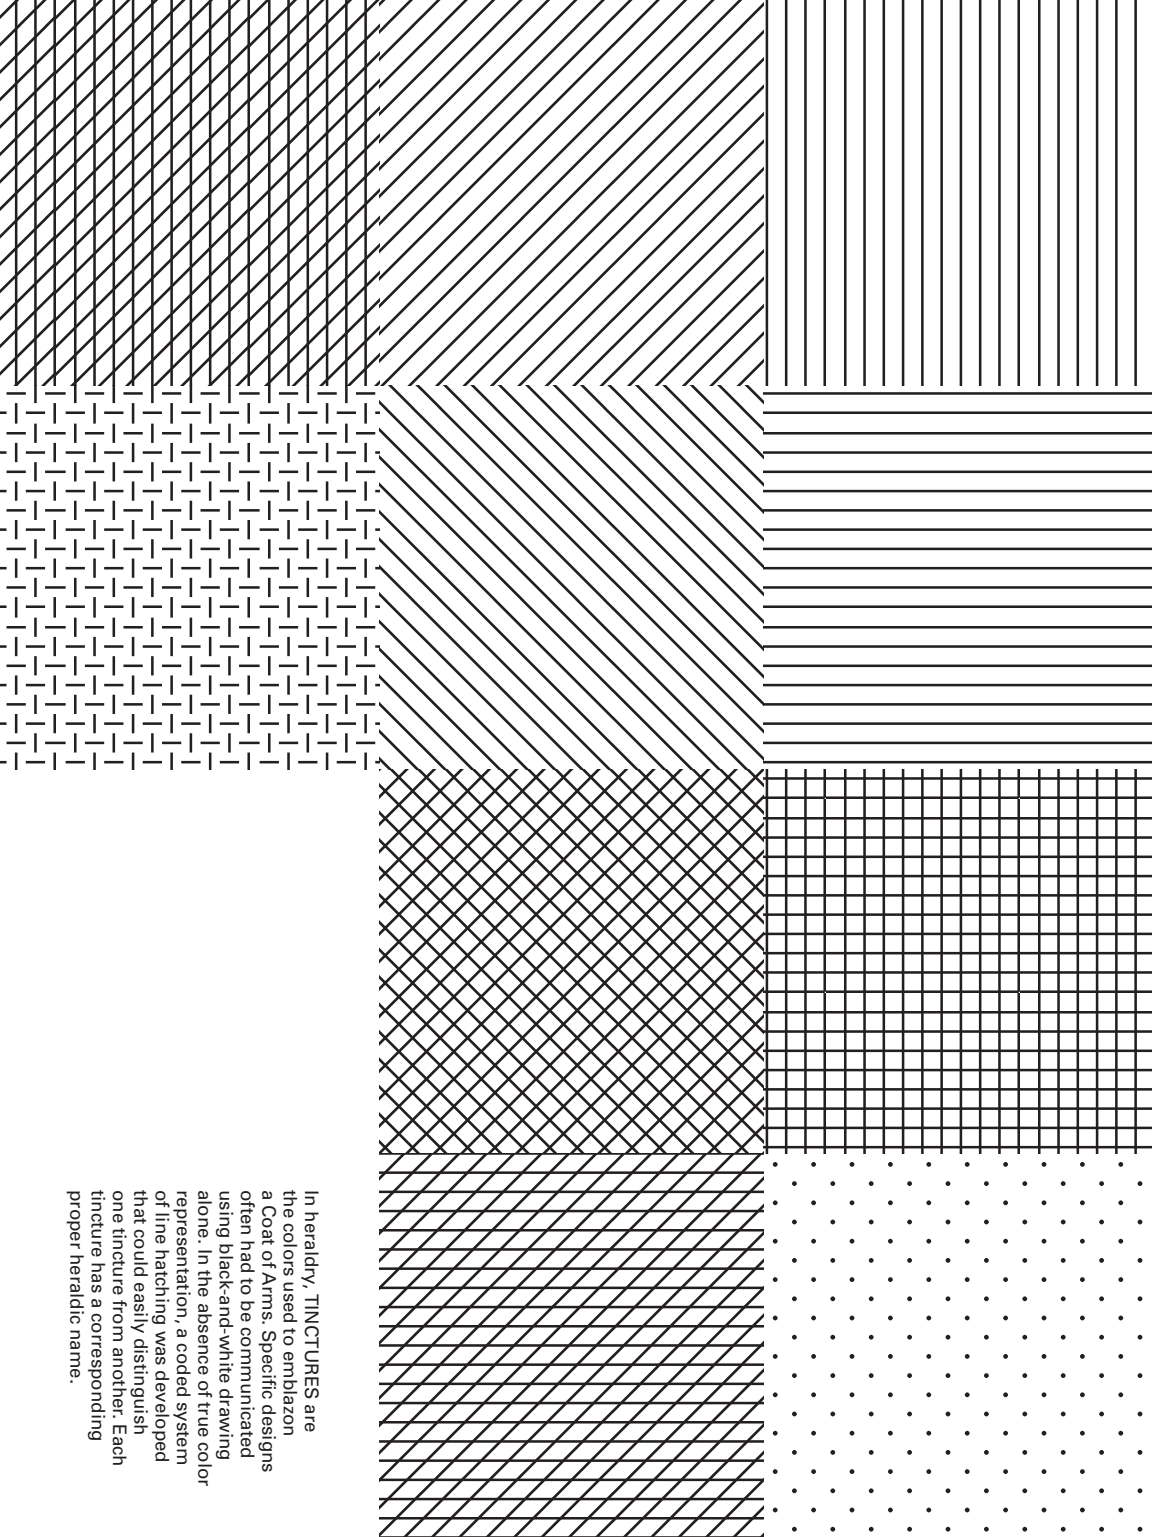 In heraldry, TINCTURES are
the colors used to emblazon
a Coat of Arms. Specific designs
often had to be communicated
using black-and-white drawing
alone. In the absence of true color
representation, a coded system
of line hatching was developed
that could easily distinguish
one tincture from another. Each
tincture has a corresponding
proper heraldic name.